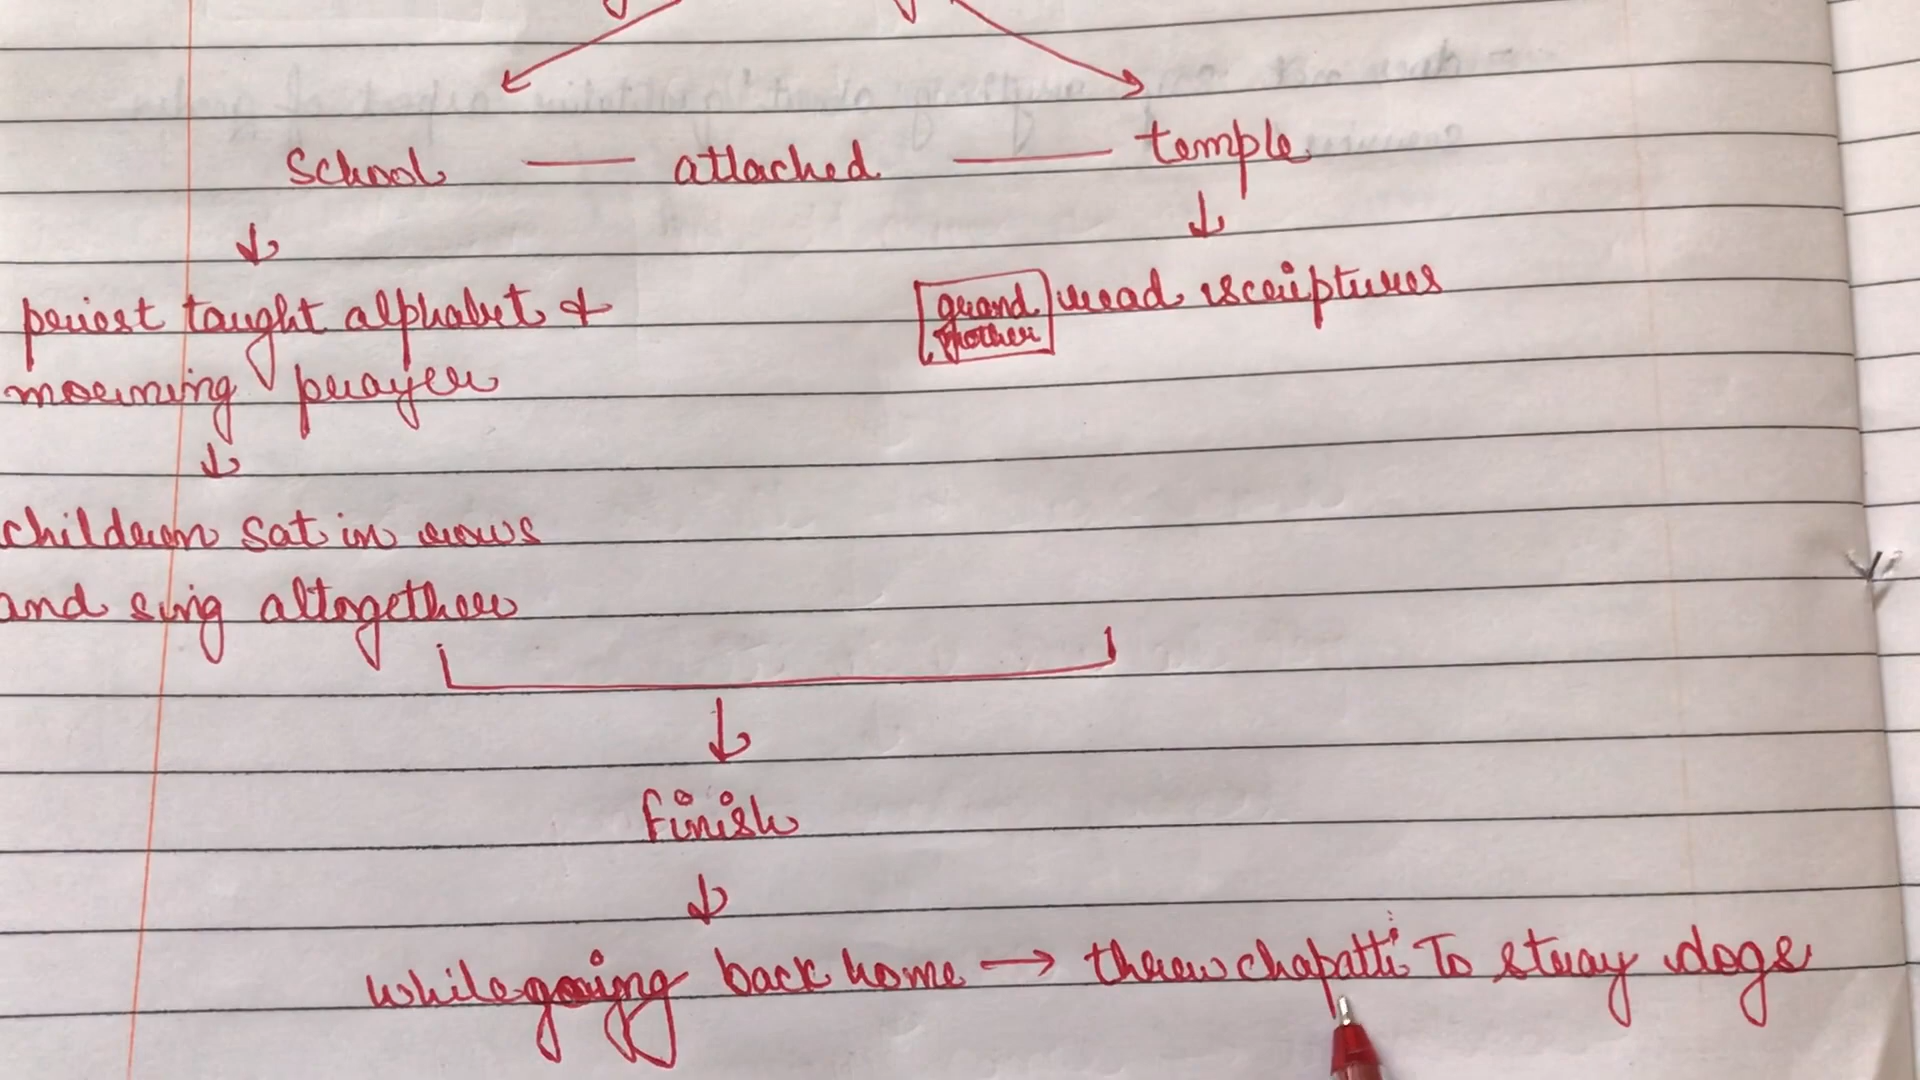 School — attached — temple
↓ ↓
priest taught alphabet &
morning prayer
grand
mother
read scriptures
↓
children sat in rows
and sing altogether
↓
finish
↓
while going back home → threw chapatti to stray dogs